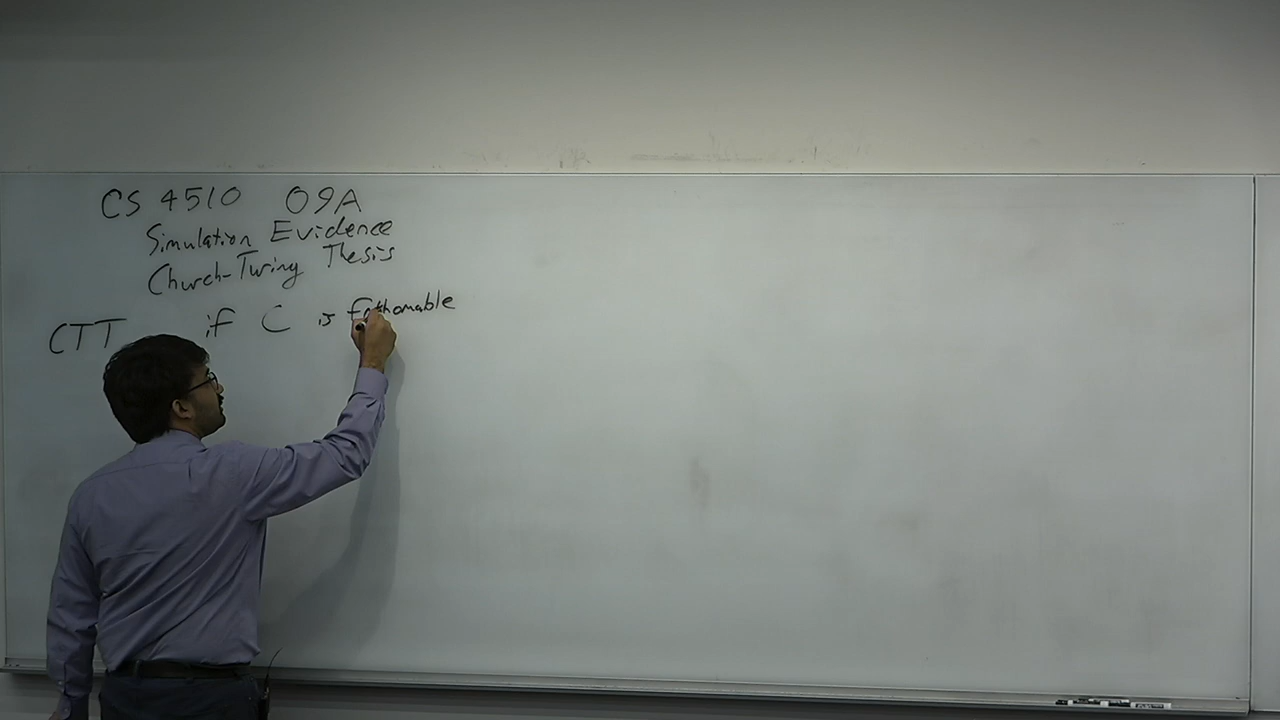 CS 4510 09A
Simulation Evidence
Church-Turing Thesis
CTT if C is fathomable